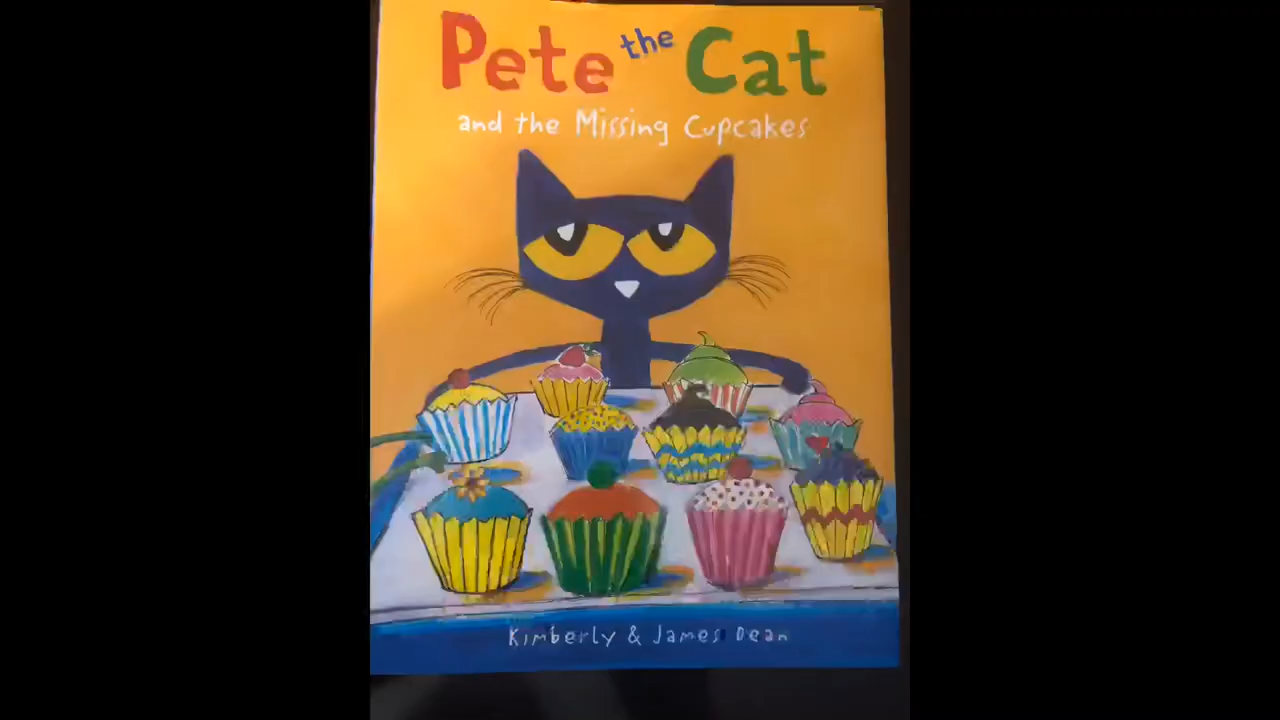 Pete the Cat
and the Missing Cupcakes
Kimberly & James Dean